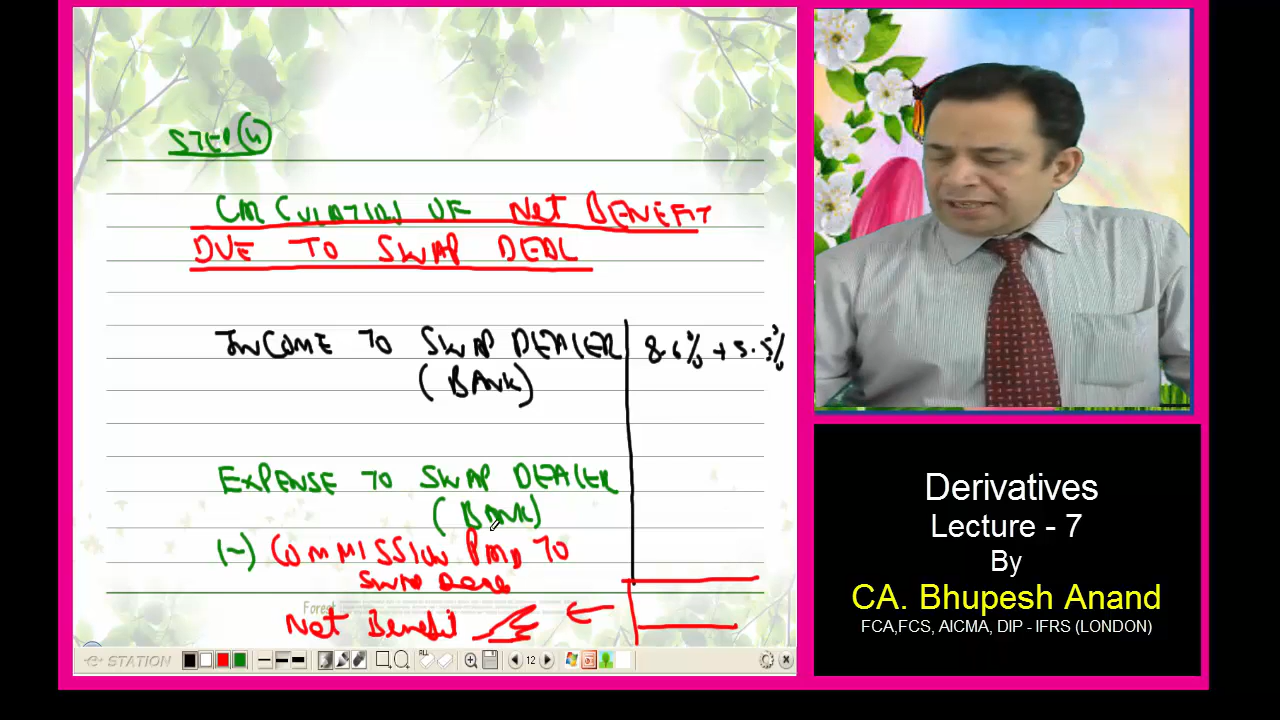 STEP (4)
CALCULATION OF NET BENEFIT
DUE TO SWAP DEAL
INCOME TO SWAP DEALER 8.6% + 5.5%
(BANK)
EXPENSE TO SWAP DEALER
(BANK)
(-) COMMISSION PAID TO
SWAP
Net Benefit
STATION
12
Derivatives
Lecture - 7
By
CA. Bhupesh Anand
FCA,FCS, AICMA, DIP - IFRS (LONDON)